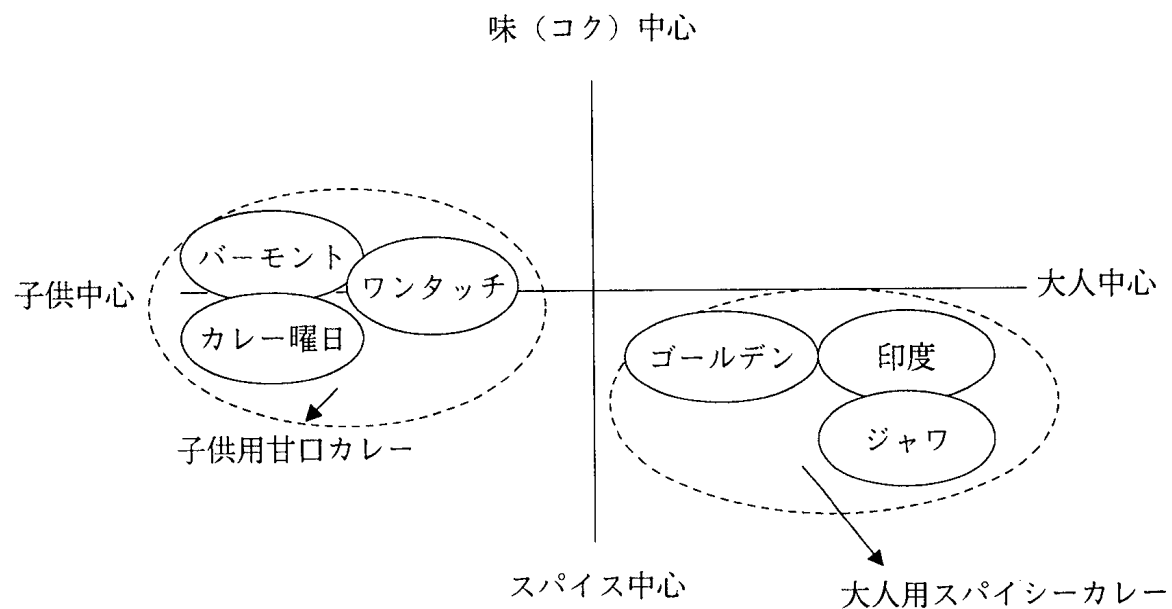 味（コク）中心
バーモント
ワンタッチ
子供中心
大人中心
カレー曜日
ゴールデン
印度
ジャワ
子供用甘口カレー
スパイス中心
大人用スパイシーカレー